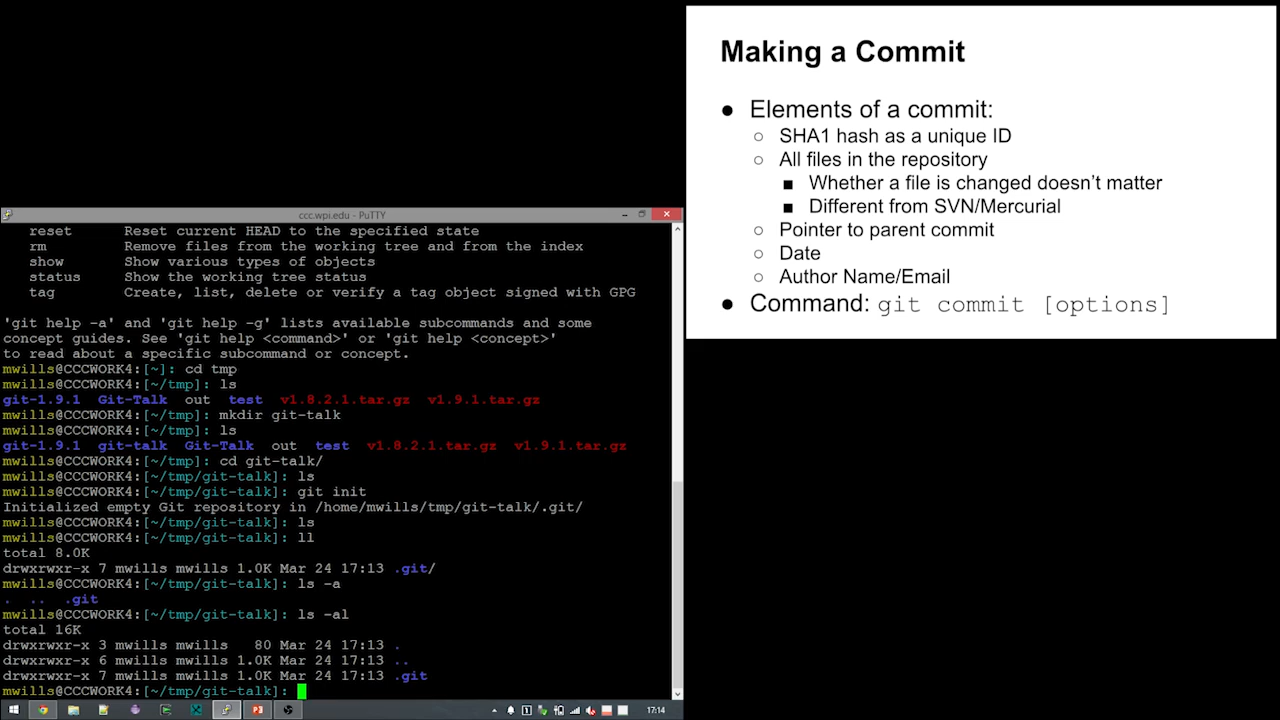 Making a Commit
● Elements of a commit:
○ SHA1 hash as a unique ID
○ All files in the repository
■ Whether a file is changed doesn't matter
■ Different from SVN/Mercurial
○ Pointer to parent commit
○ Date
○ Author Name/Email
● Command: git commit [options]
ccc.wpi.edu - PuTTY
reset      Reset current HEAD to the specified state
rm         Remove files from the working tree and from the index
show       Show various types of objects
status     Show the working tree status
tag        Create, list, delete or verify a tag object signed with GPG
'git help -a' and 'git help -g' lists available subcommands and some
concept guides. See 'git help <command>' or 'git help <concept>'
to read about a specific subcommand or concept.
mwills@CCCWORK4:[~]: cd tmp
mwills@CCCWORK4:[~/tmp]: ls
git-1.9.1  Git-Talk  out  test  v1.8.2.1.tar.gz  v1.9.1.tar.gz
mwills@CCCWORK4:[~/tmp]: mkdir git-talk
mwills@CCCWORK4:[~/tmp]: ls
git-1.9.1  git-talk  Git-Talk  out  test  v1.8.2.1.tar.gz  v1.9.1.tar.gz
mwills@CCCWORK4:[~/tmp]: cd git-talk/
mwills@CCCWORK4:[~/tmp/git-talk]: ls
mwills@CCCWORK4:[~/tmp/git-talk]: git init
Initialized empty Git repository in /home/mwills/tmp/git-talk/.git/
mwills@CCCWORK4:[~/tmp/git-talk]: ls
mwills@CCCWORK4:[~/tmp/git-talk]: ll
total 8.0K
drwxrwxr-x 7 mwills mwills 1.0K Mar 24 17:13 .git/
mwills@CCCWORK4:[~/tmp/git-talk]: ls -a
.  ..  .git
mwills@CCCWORK4:[~/tmp/git-talk]: ls -al
total 16K
drwxrwxr-x 3 mwills mwills   80 Mar 24 17:13 .
drwxrwxr-x 6 mwills mwills 1.0K Mar 24 17:13 ..
drwxrwxr-x 7 mwills mwills 1.0K Mar 24 17:13 .git
mwills@CCCWORK4:[~/tmp/git-talk]:
17:14